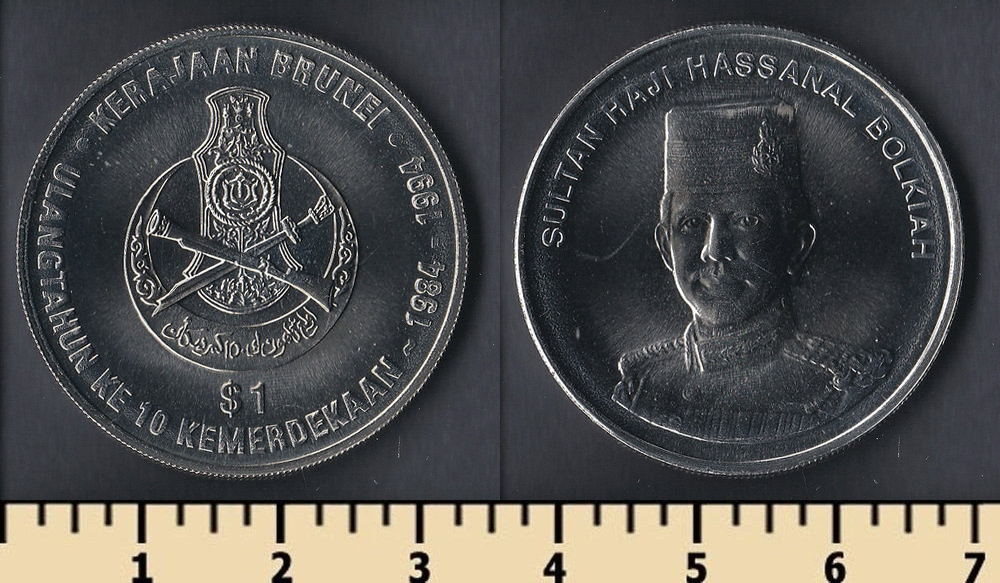 KERAJAAN BRUNEI ~ 1984 - 1994 ~
ULANGTAHUN KE 10 KEMERDEKAAN
$1
SULTAN HAJI HASSANAL BOLKIAH
1 2 3 4 5 6 7